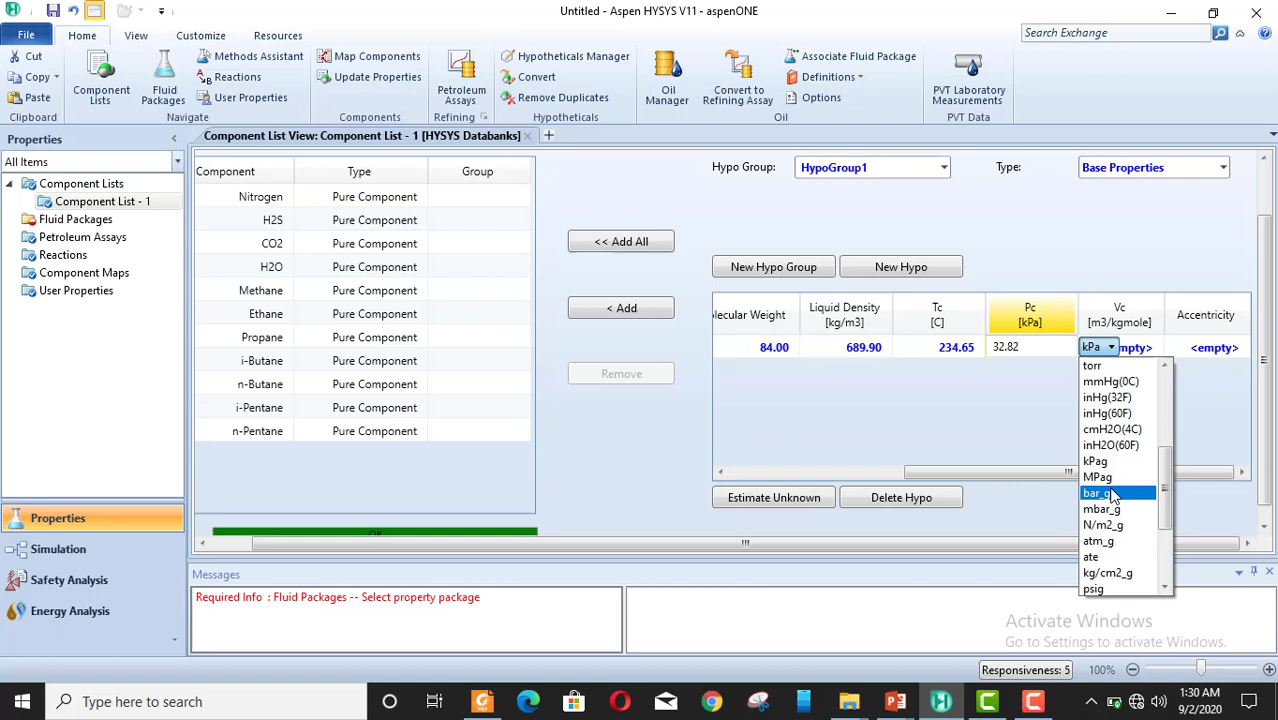 Untitled - Aspen HYSYS V11 - aspenONE
File Home View Customize Resources
Search Exchange
Cut
Copy
Paste
Clipboard
Component Lists
Fluid Packages
Methods Assistant
Reactions
User Properties
Navigate
Map Components
Update Properties
Components
Petroleum Assays
Refining
Hypotheticals Manager
Convert
Remove Duplicates
Hypotheticals
Oil Manager
Convert to Refining Assay
Associate Fluid Package
Definitions
Options
Oil
PVT Laboratory Measurements
PVT Data
Properties
All Items
Component Lists
Component List - 1
Fluid Packages
Petroleum Assays
Reactions
Component Maps
User Properties
Properties
Simulation
Safety Analysis
Energy Analysis
Component List View: Component List - 1 [HYSYS Databanks]
Component Type Group
Nitrogen Pure Component
H2S Pure Component
CO2 Pure Component
H2O Pure Component
Methane Pure Component
Ethane Pure Component
Propane Pure Component
i-Butane Pure Component
n-Butane Pure Component
i-Pentane Pure Component
n-Pentane Pure Component
OK
<< Add All
< Add
Remove
Hypo Group: HypoGroup1 Type: Base Properties
New Hypo Group New Hypo
lecular Weight Liquid Density [kg/m3] Tc [C] Pc [kPa] Vc [m3/kgmole] Accentricity
84.00 689.90 234.65 32.82 kPa mpty> <empty>
torr
mmHg(0C)
inHg(32F)
inHg(60F)
cmH2O(4C)
inH2O(60F)
kPag
MPag
bar_g
mbar_g
N/m2_g
atm_g
ate
kg/cm2_g
psig
Estimate Unknown Delete Hypo
Messages
Required Info : Fluid Packages -- Select property package
Activate Windows
Go to Settings to activate Windows.
Responsiveness: 5 100%
Type here to search
1:30 AM
9/2/2020